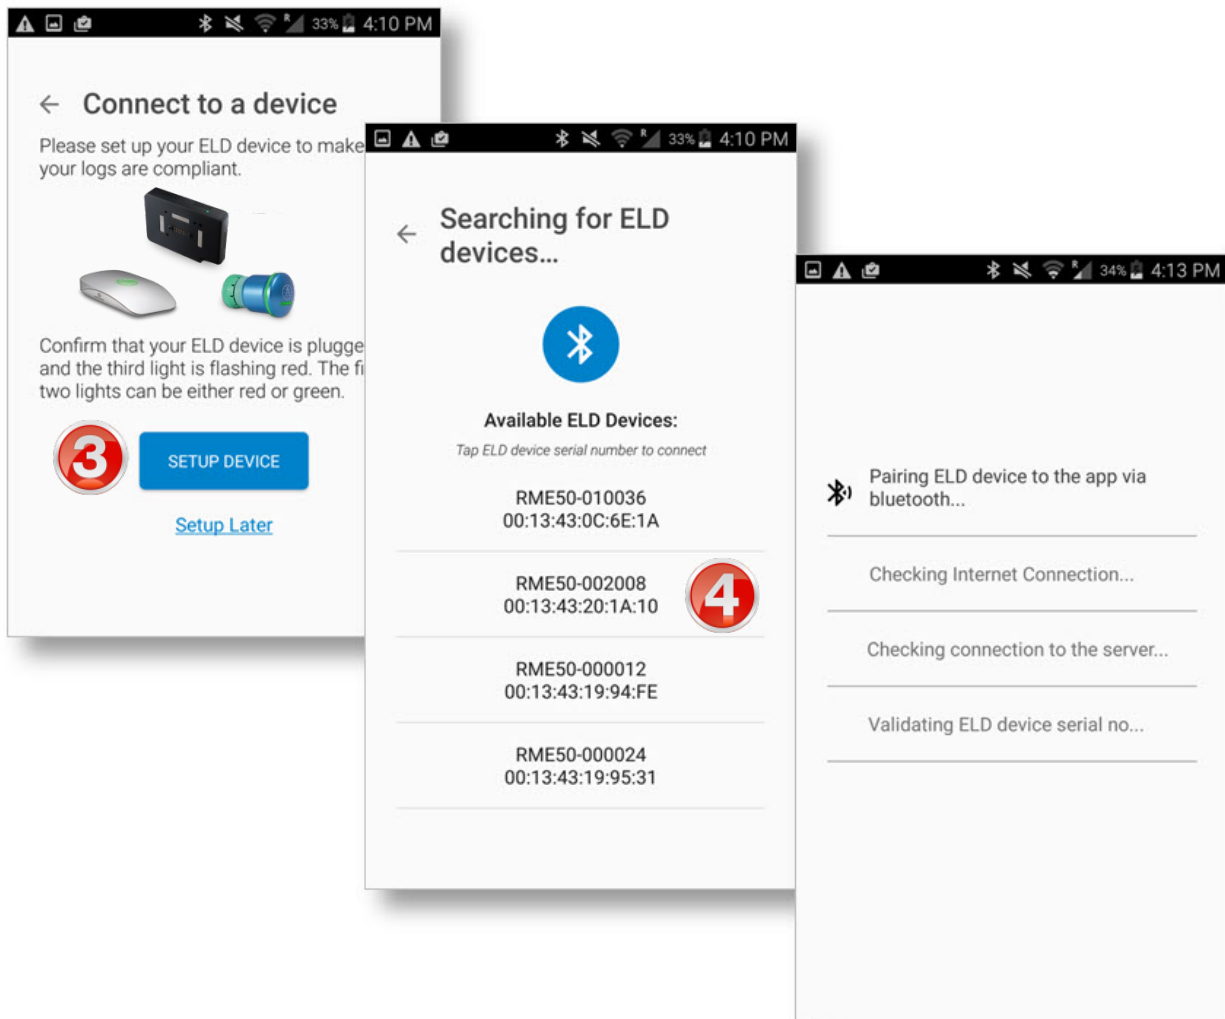 33% 4:10 PM
Connect to a device
Please set up your ELD device to make
your logs are compliant.
Confirm that your ELD device is plugge
and the third light is flashing red. The fi
two lights can be either red or green.
3
SETUP DEVICE
Setup Later
R 33% 4:10 PM
Searching for ELD
devices...
Available ELD Devices:
Tap ELD device serial number to connect
RME50-010036
00:13:43:0C:6E:1A
RME50-002008
00:13:43:20:1A:10
4
RME50-000012
00:13:43:19:94:FE
RME50-000024
00:13:43:19:95:31
R 34% 4:13 PM
Pairing ELD device to the app via
bluetooth...
Checking Internet Connection...
Checking connection to the server...
Validating ELD device serial no...